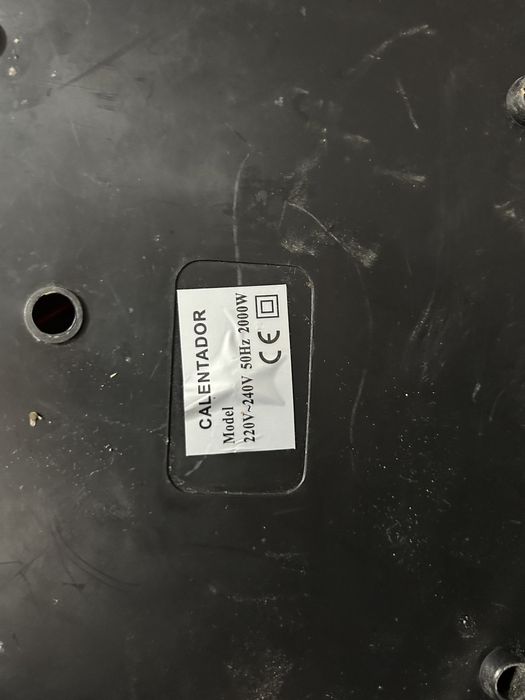 CALENTADOR
Model
220V~240V 50Hz 2000W
CE